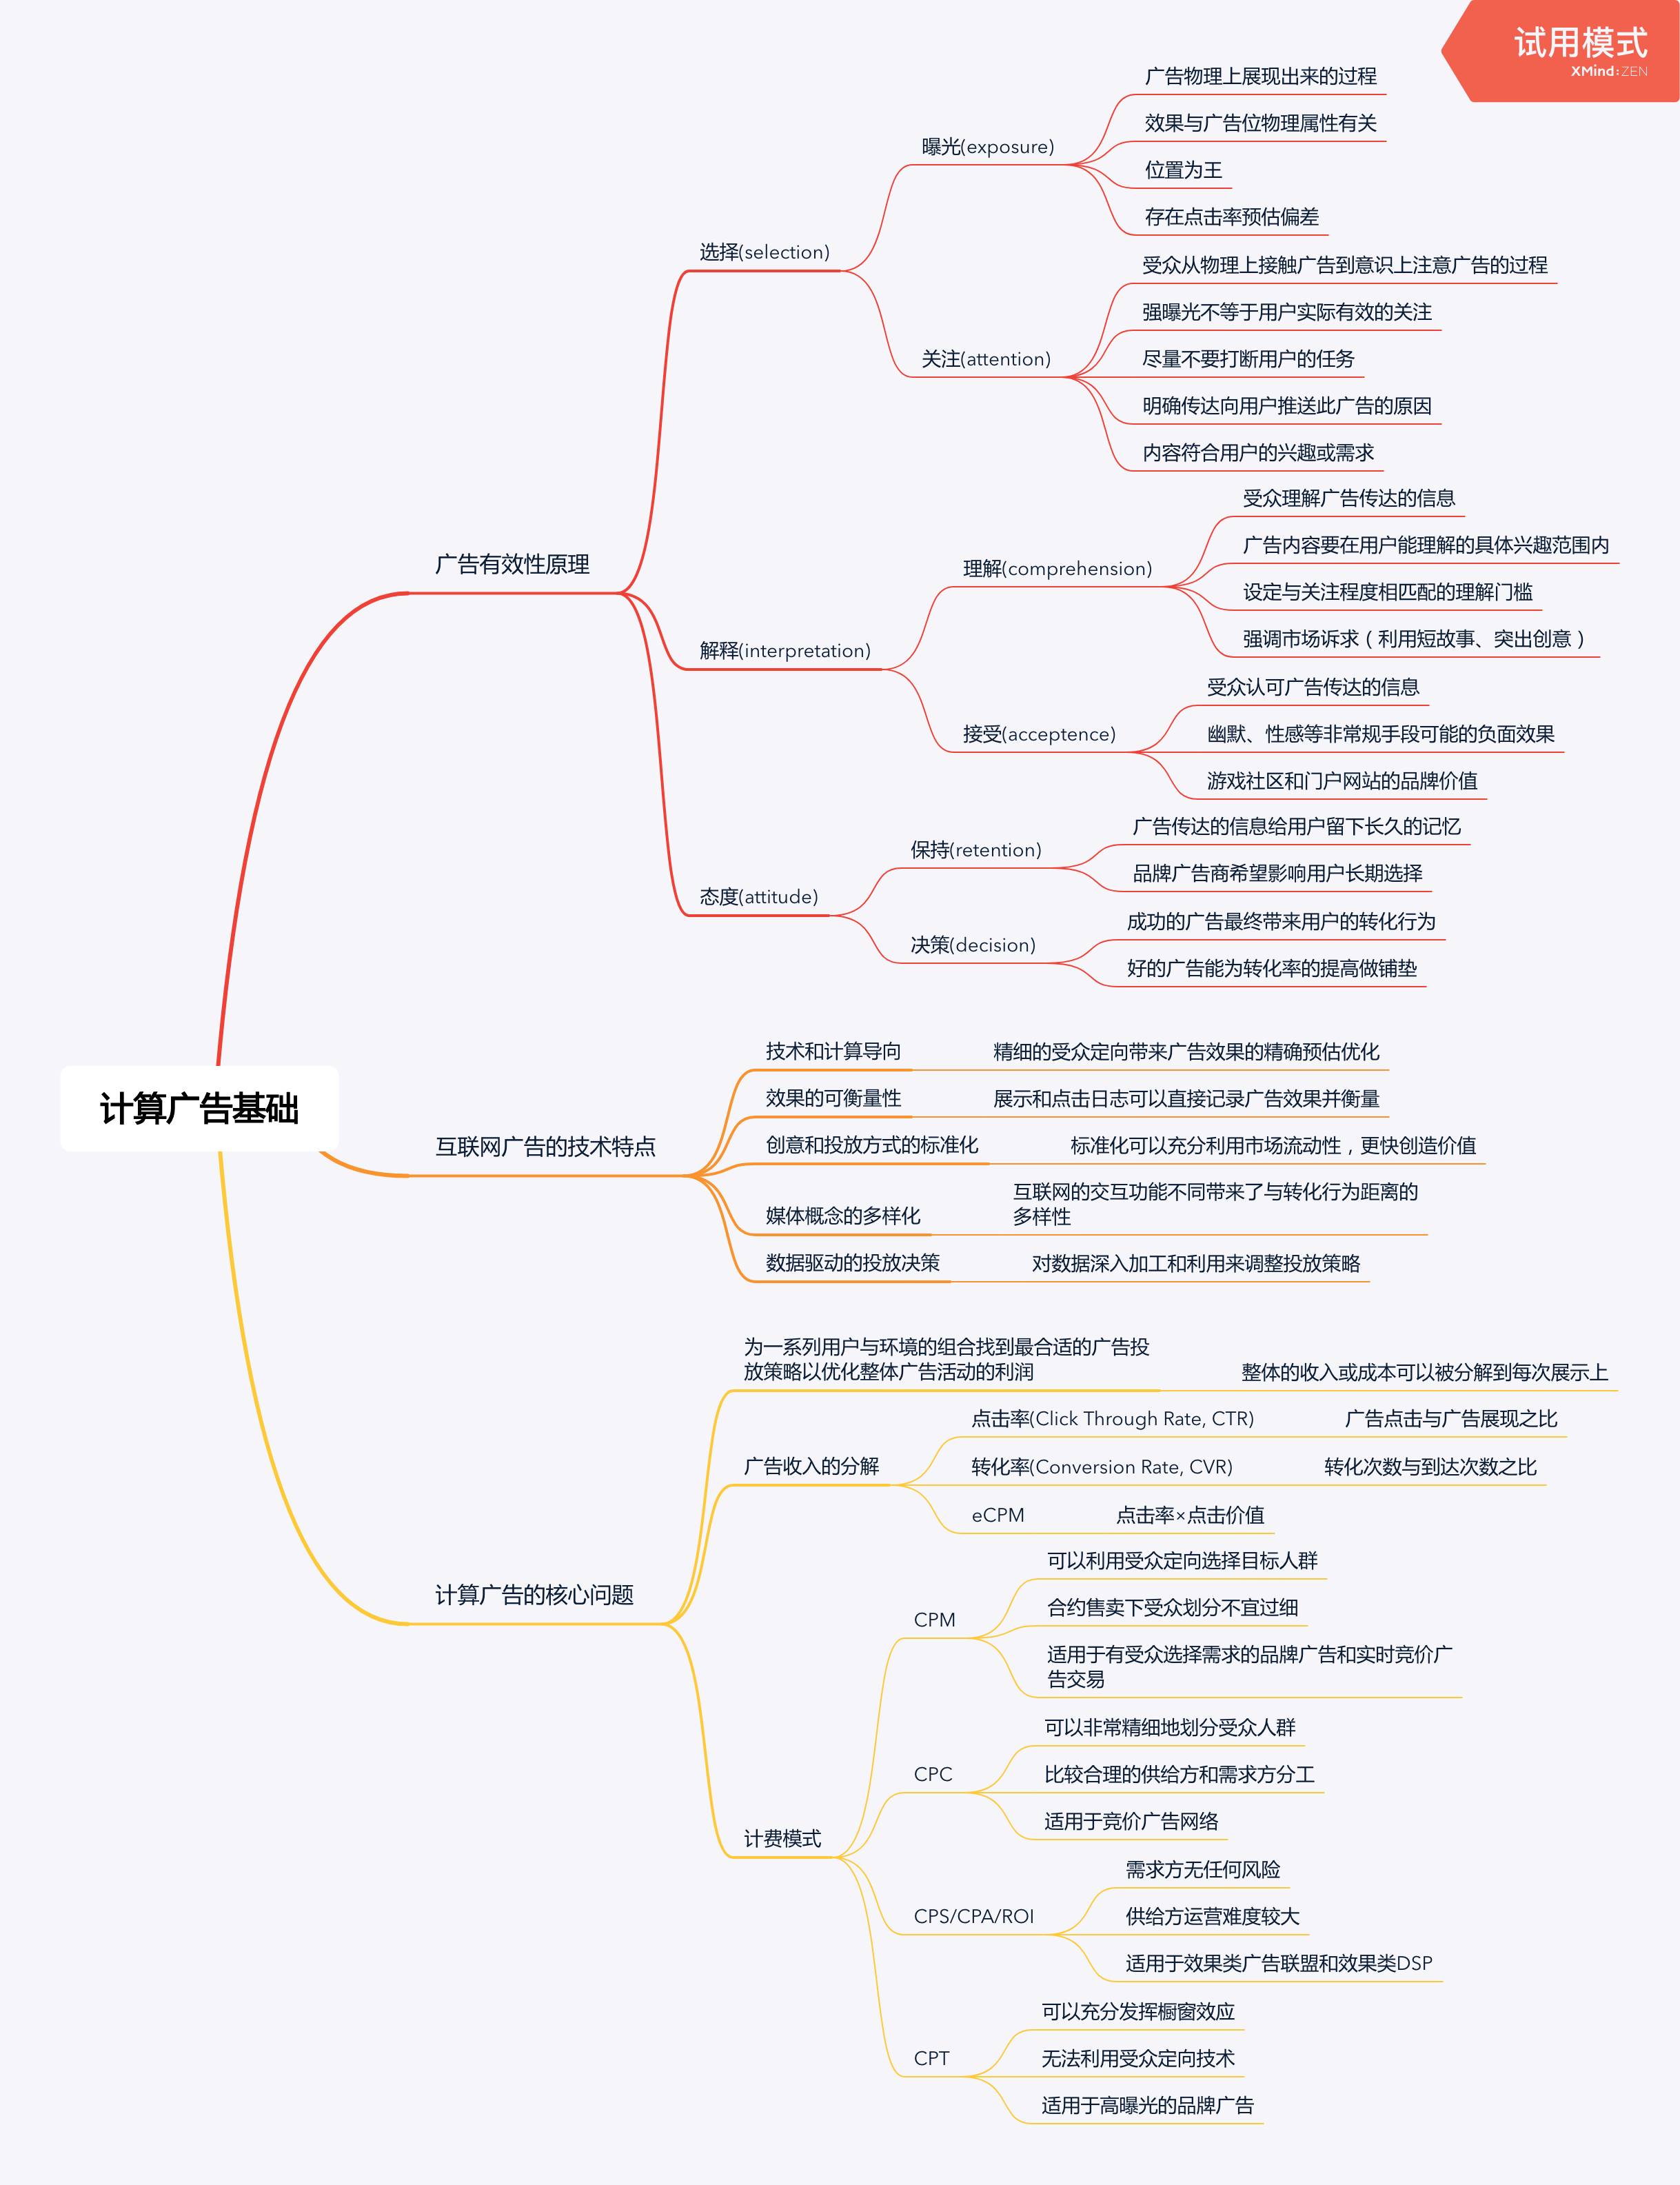 试用模式
XMind:ZEN
计算广告基础
广告有效性原理
选择(selection)
曝光(exposure)
广告物理上展现出来的过程
效果与广告位物理属性有关
位置为王
存在点击率预估偏差
关注(attention)
受众从物理上接触广告到意识上注意广告的过程
强曝光不等于用户实际有效的关注
尽量不要打断用户的任务
明确传达向用户推送此广告的原因
内容符合用户的兴趣或需求
解释(interpretation)
理解(comprehension)
受众理解广告传达的信息
广告内容要在用户能理解的具体兴趣范围内
设定与关注程度相匹配的理解门槛
强调市场诉求（利用短故事、突出创意）
接受(acceptence)
受众认可广告传达的信息
幽默、性感等非常规手段可能的负面效果
游戏社区和门户网站的品牌价值
态度(attitude)
保持(retention)
广告传达的信息给用户留下长久的记忆
品牌广告商希望影响用户长期选择
决策(decision)
成功的广告最终带来用户的转化行为
好的广告能为转化率的提高做铺垫
互联网广告的技术特点
技术和计算导向
精细的受众定向带来广告效果的精确预估优化
效果的可衡量性
展示和点击日志可以直接记录广告效果并衡量
创意和投放方式的标准化
标准化可以充分利用市场流动性，更快创造价值
媒体概念的多样化
互联网的交互功能不同带来了与转化行为距离的
多样性
数据驱动的投放决策
对数据深入加工和利用来调整投放策略
计算广告的核心问题
为一系列用户与环境的组合找到最合适的广告投
放策略以优化整体广告活动的利润
整体的收入或成本可以被分解到每次展示上
广告收入的分解
点击率(Click Through Rate, CTR)
广告点击与广告展现之比
转化率(Conversion Rate, CVR)
转化次数与到达次数之比
eCPM
点击率×点击价值
计费模式
CPM
可以利用受众定向选择目标人群
合约售卖下受众划分不宜过细
适用于有受众选择需求的品牌广告和实时竞价广
告交易
CPC
可以非常精细地划分受众人群
比较合理的供给方和需求方分工
适用于竞价广告网络
CPS/CPA/ROI
需求方无任何风险
供给方运营难度较大
适用于效果类广告联盟和效果类DSP
CPT
可以充分发挥橱窗效应
无法利用受众定向技术
适用于高曝光的品牌广告